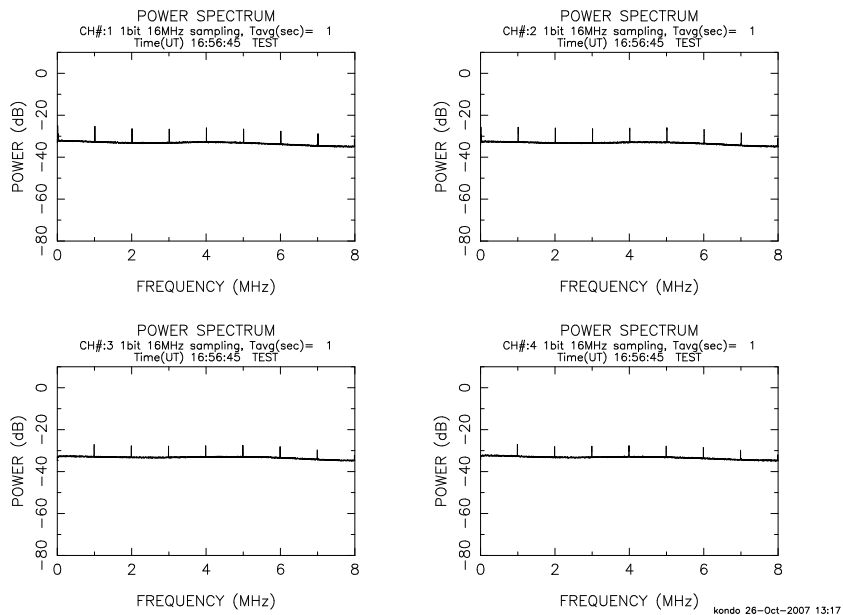 POWER SPECTRUM
CH#:1 1bit 16MHz sampling, Tavg(sec)= 1
Time(UT) 16:56:45 TEST
POWER (dB)
0
−20
−40
−60
−80
0 2 4 6 8
FREQUENCY (MHz)
POWER SPECTRUM
CH#:2 1bit 16MHz sampling, Tavg(sec)= 1
Time(UT) 16:56:45 TEST
POWER (dB)
0
−20
−40
−60
−80
0 2 4 6 8
FREQUENCY (MHz)
POWER SPECTRUM
CH#:3 1bit 16MHz sampling, Tavg(sec)= 1
Time(UT) 16:56:45 TEST
POWER (dB)
0
−20
−40
−60
−80
0 2 4 6 8
FREQUENCY (MHz)
POWER SPECTRUM
CH#:4 1bit 16MHz sampling, Tavg(sec)= 1
Time(UT) 16:56:45 TEST
POWER (dB)
0
−20
−40
−60
−80
0 2 4 6 8
FREQUENCY (MHz)
kondo 26−Oct−2007 13:17